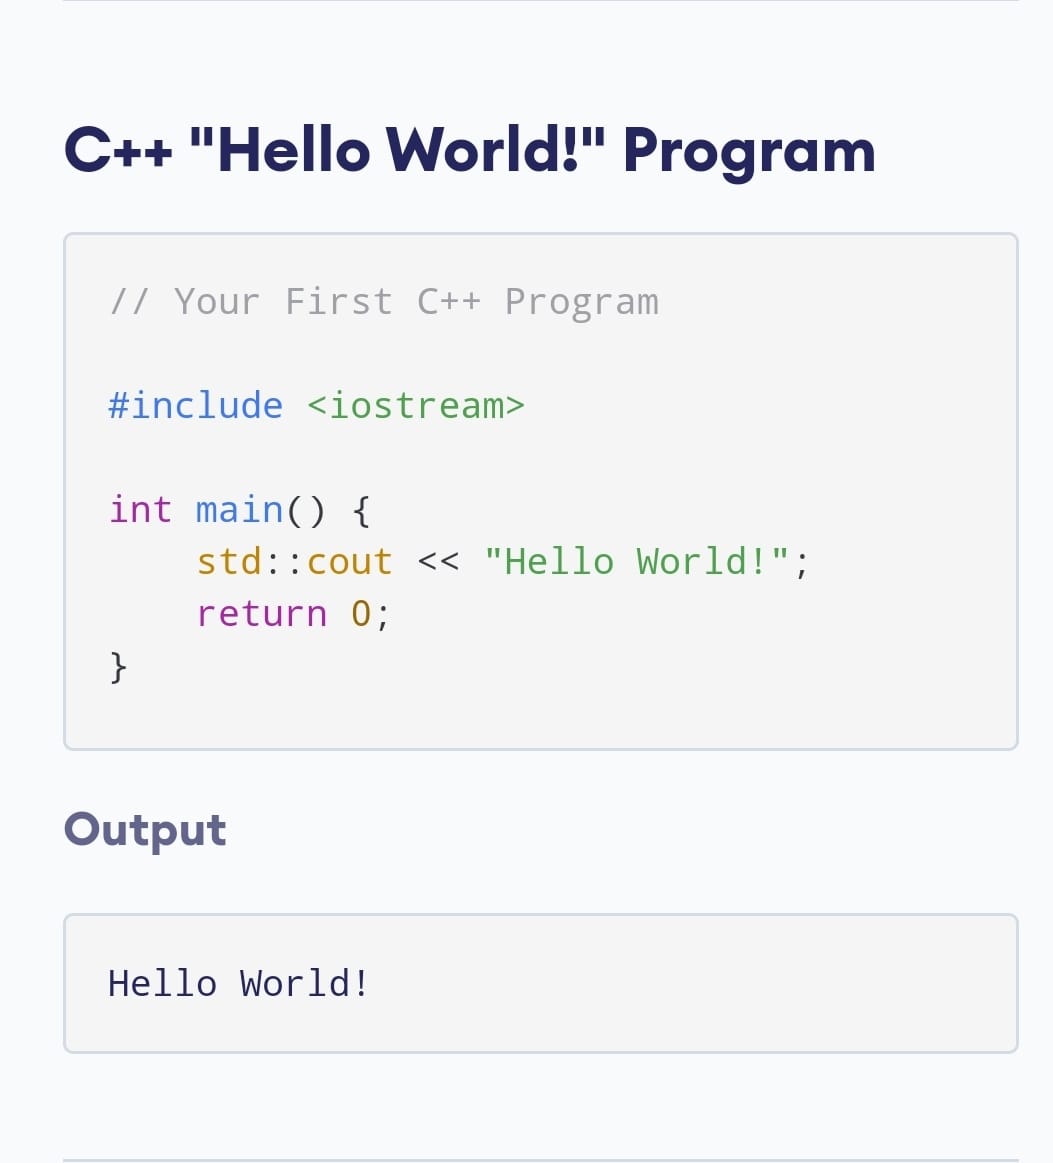 C++ "Hello World!" Program
// Your First C++ Program
#include <iostream>
int main() {
    std::cout << "Hello World!";
    return 0;
}
Output
Hello World!